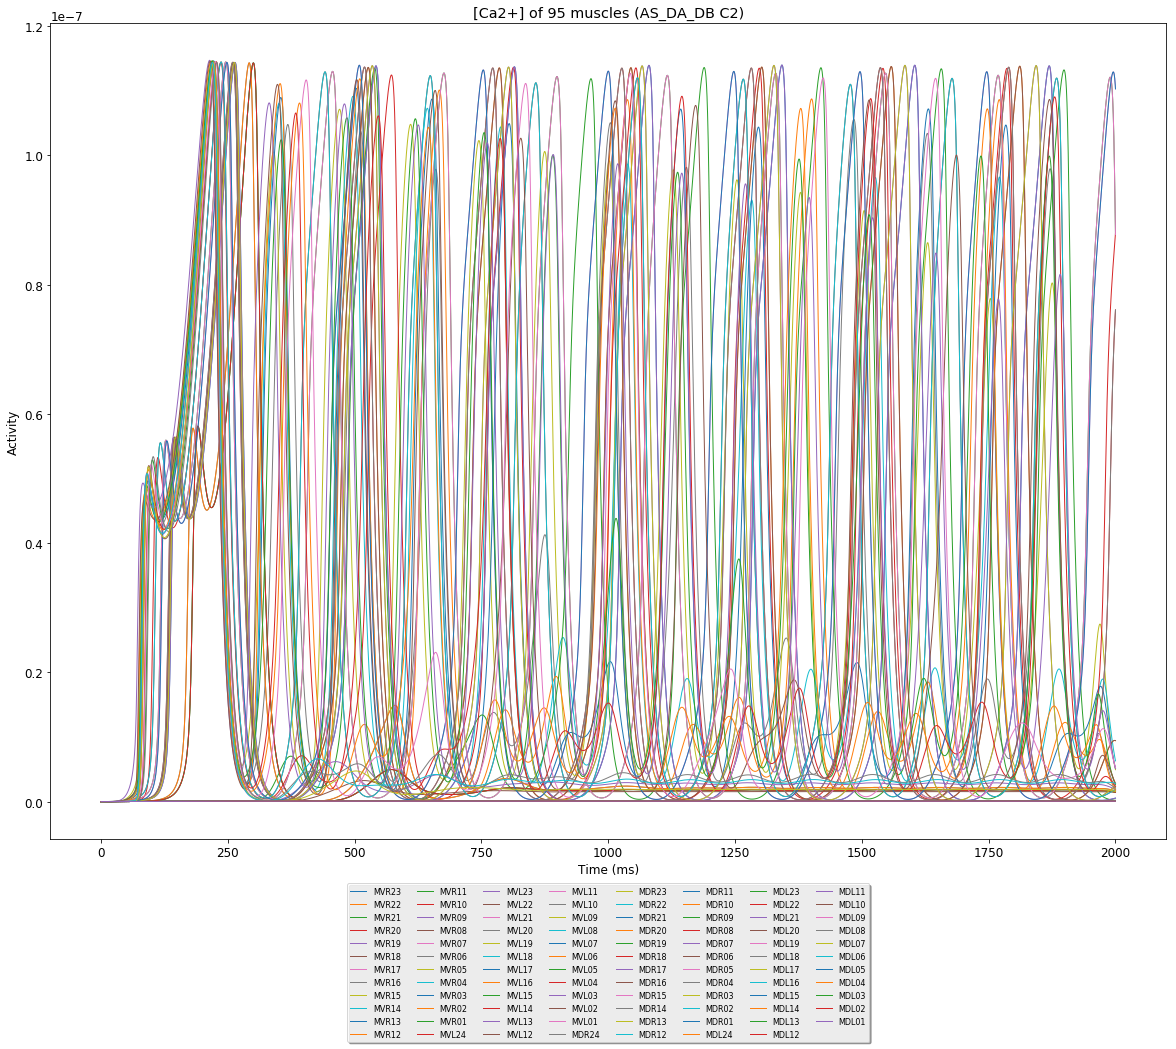 [Ca2+] of 95 muscles (AS_DA_DB C2)
1e−7
1.2
1.0
0.8
0.6
0.4
0.2
0.0
Activity
0 250 500 750 1000 1250 1500 1750 2000
Time (ms)
MVR23 MVR11 MVL23 MVL11 MDR23 MDR11 MDL23 MDL11
MVR22 MVR10 MVL22 MVL10 MDR22 MDR10 MDL22 MDL10
MVR21 MVR09 MVL21 MVL09 MDR21 MDR09 MDL21 MDL09
MVR20 MVR08 MVL20 MVL08 MDR20 MDR08 MDL20 MDL08
MVR19 MVR07 MVL19 MVL07 MDR19 MDR07 MDL19 MDL07
MVR18 MVR06 MVL18 MVL06 MDR18 MDR06 MDL18 MDL06
MVR17 MVR05 MVL17 MVL05 MDR17 MDR05 MDL17 MDL05
MVR16 MVR04 MVL16 MVL04 MDR16 MDR04 MDL16 MDL04
MVR15 MVR03 MVL15 MVL03 MDR15 MDR03 MDL15 MDL03
MVR14 MVR02 MVL14 MVL02 MDR14 MDR02 MDL14 MDL02
MVR13 MVR01 MVL13 MVL01 MDR13 MDR01 MDL13 MDL01
MVR12 MVL24 MVL12 MDR24 MDR12 MDL24 MDL12